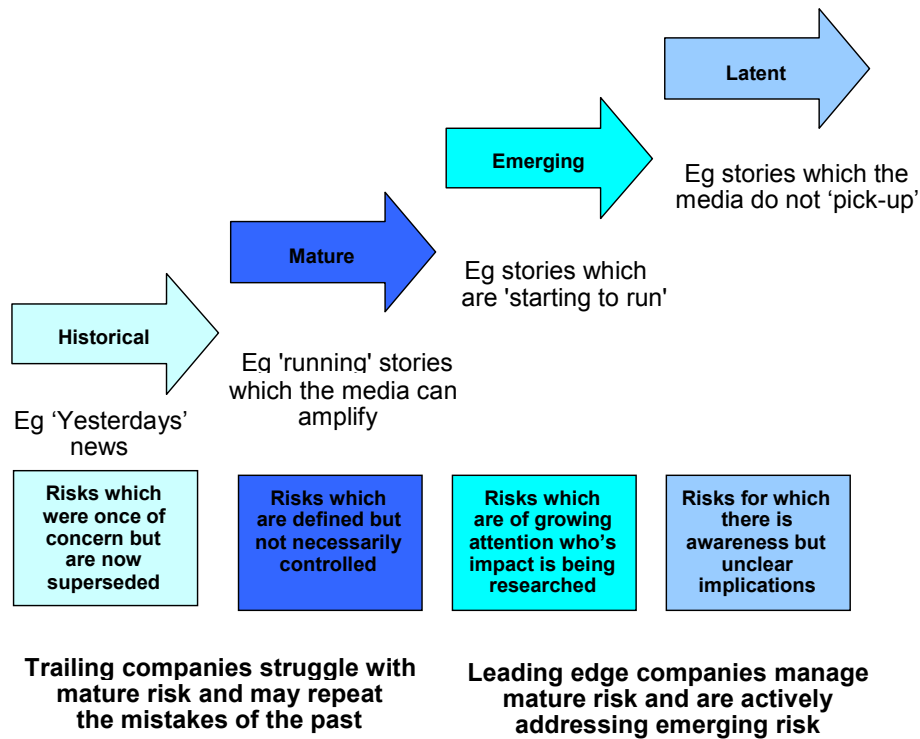 Latent
Eg stories which the
media do not ‘pick-up’
Emerging
Eg stories which
are 'starting to run'
Mature
Eg 'running' stories
which the media can
amplify
Historical
Eg ‘Yesterdays’
news
Risks which
were once of
concern but
are now
superseded
Risks which
are defined but
not necessarily
controlled
Risks which
are of growing
attention who’s
impact is being
researched
Risks for which
there is
awareness but
unclear
implications
Trailing companies struggle with
mature risk and may repeat
the mistakes of the past
Leading edge companies manage
mature risk and are actively
addressing emerging risk